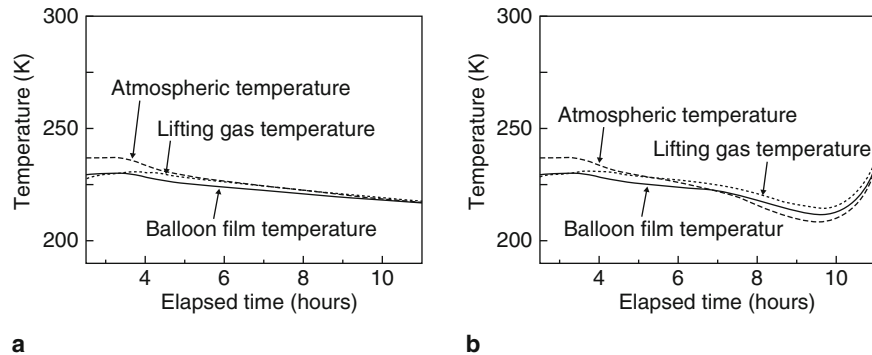 300
250
200
Temperature (K)
Atmospheric temperature
Lifting gas temperature
Balloon film temperature
4
6
8
10
Elapsed time (hours)
a
300
250
200
Temperature (K)
Atmospheric temperature
Lifting gas temperature
Balloon film temperatur
4
6
8
10
Elapsed time (hours)
b